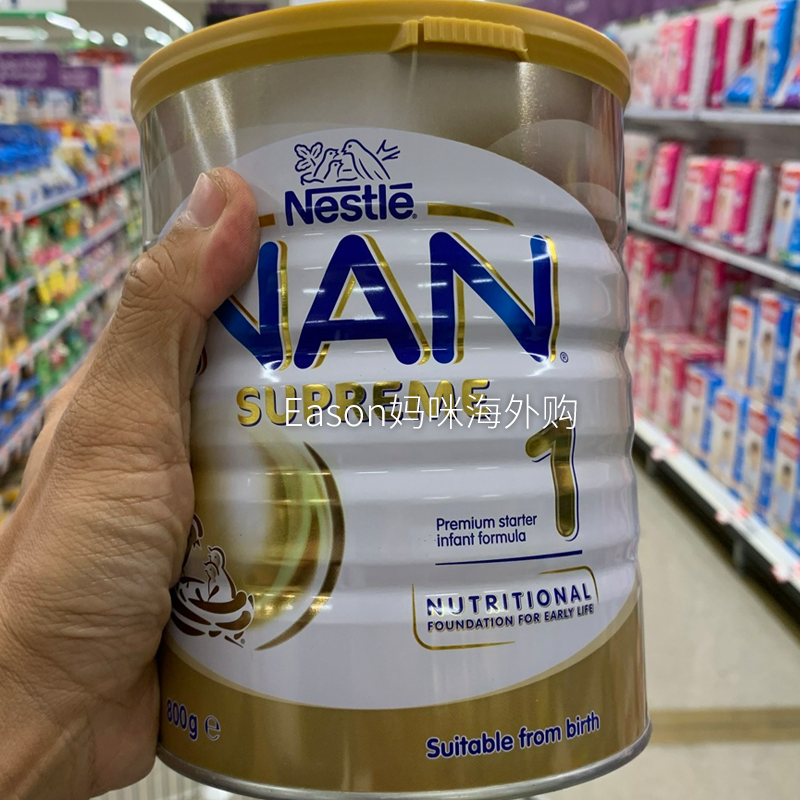 Nestlé®
NAN®
SUPREME
Eason妈咪海外购
1
Premium starter
infant formula
NUTRITIONAL
FOUNDATION FOR EARLY LIFE
800g e
Suitable from birth